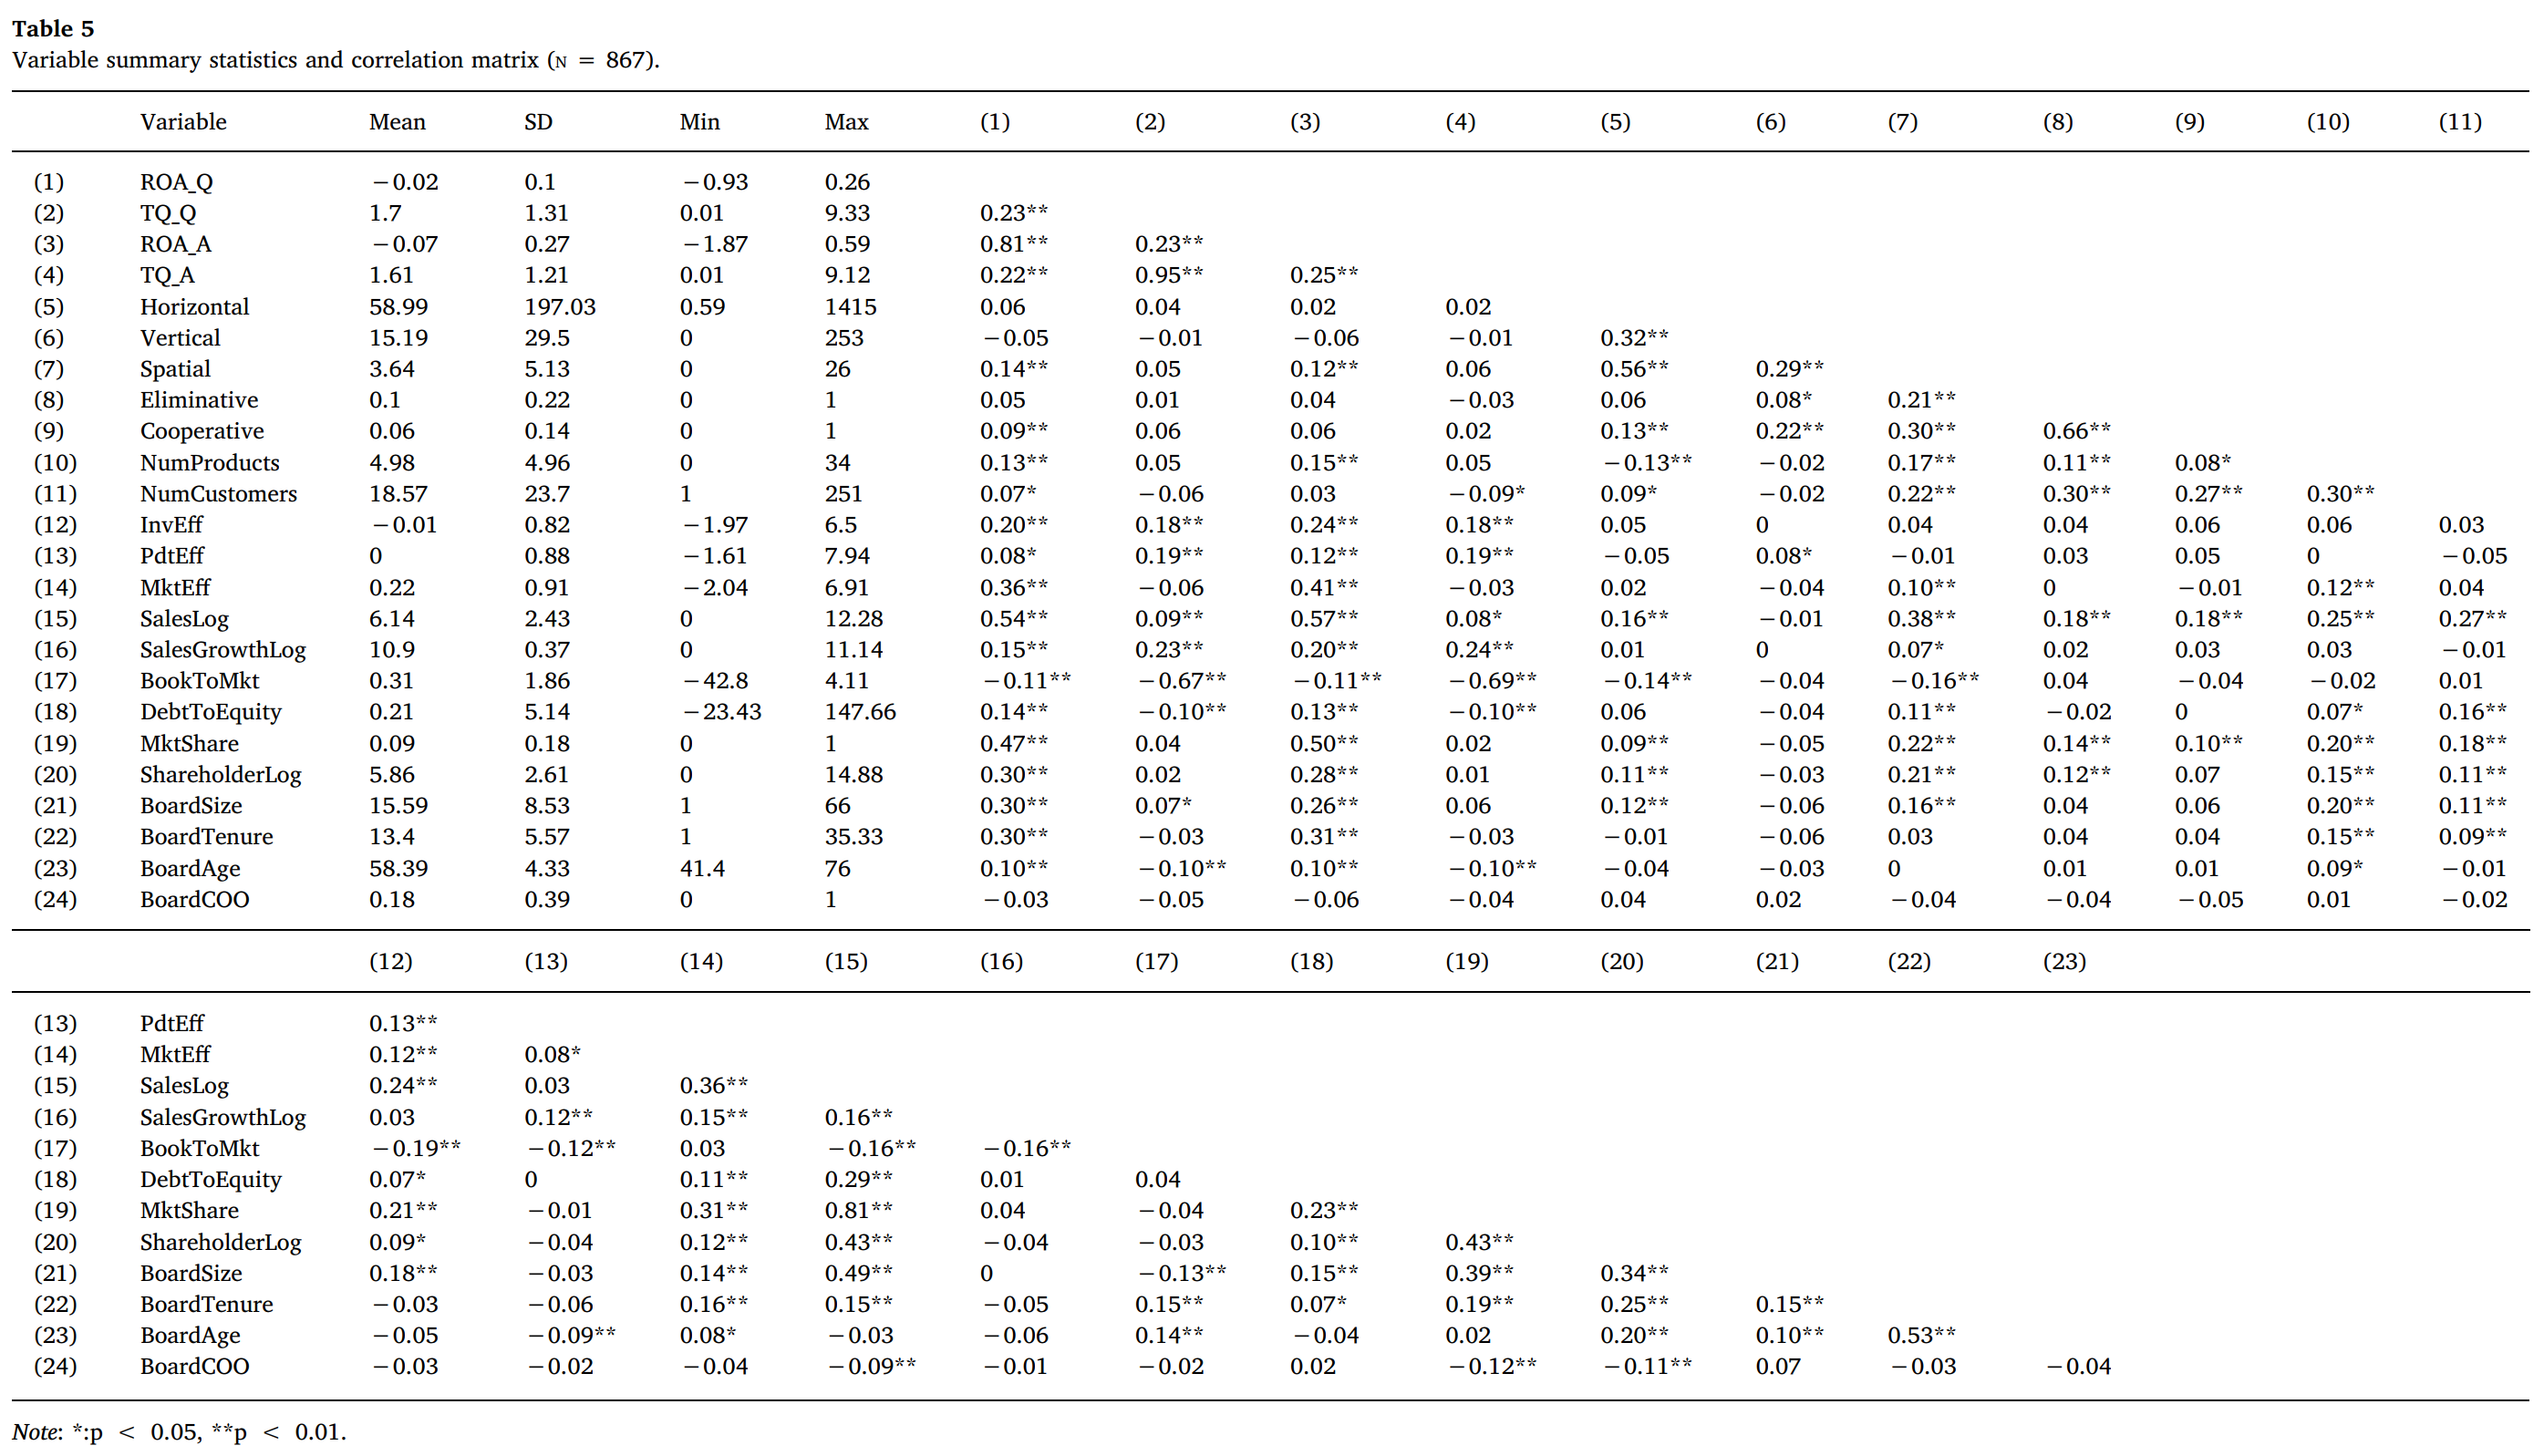 Table 5
Variable summary statistics and correlation matrix (N = 867).
Variable Mean SD Min Max (1) (2) (3) (4) (5) (6) (7) (8) (9) (10) (11)
(1) ROA_Q −0.02 0.1 −0.93 0.26
(2) TQ_Q 1.7 1.31 0.01 9.33 0.23**
(3) ROA_A −0.07 0.27 −1.87 0.59 0.81** 0.23**
(4) TQ_A 1.61 1.21 0.01 9.12 0.22** 0.95** 0.25**
(5) Horizontal 58.99 197.03 0.59 1415 0.06 0.04 0.02 0.02
(6) Vertical 15.19 29.5 0 253 −0.05 −0.01 −0.06 −0.01 0.32**
(7) Spatial 3.64 5.13 0 26 0.14** 0.05 0.12** 0.06 0.56** 0.29**
(8) Eliminative 0.1 0.22 0 1 0.05 0.01 0.04 −0.03 0.06 0.08* 0.21**
(9) Cooperative 0.06 0.14 0 1 0.09** 0.06 0.06 0.02 0.13** 0.22** 0.30** 0.66**
(10) NumProducts 4.98 4.96 0 34 0.13** 0.05 0.15** 0.05 −0.13** −0.02 0.17** 0.11** 0.08*
(11) NumCustomers 18.57 23.7 1 251 0.07* −0.06 0.03 −0.09* 0.09* −0.02 0.22** 0.30** 0.27** 0.30**
(12) InvEff −0.01 0.82 −1.97 6.5 0.20** 0.18** 0.24** 0.18** 0.05 0 0.04 0.04 0.06 0.06 0.03
(13) PdtEff 0 0.88 −1.61 7.94 0.08* 0.19** 0.12** 0.19** −0.05 0.08* −0.01 0.03 0.05 0 −0.05
(14) MktEff 0.22 0.91 −2.04 6.91 0.36** −0.06 0.41** −0.03 0.02 −0.04 0.10** 0 −0.01 0.12** 0.04
(15) SalesLog 6.14 2.43 0 12.28 0.54** 0.09** 0.57** 0.08* 0.16** −0.01 0.38** 0.18** 0.18** 0.25** 0.27**
(16) SalesGrowthLog 10.9 0.37 0 11.14 0.15** 0.23** 0.20** 0.24** 0.01 0 0.07* 0.02 0.03 0.03 −0.01
(17) BookToMkt 0.31 1.86 −42.8 4.11 −0.11** −0.67** −0.11** −0.69** −0.14** −0.04 −0.16** 0.04 −0.04 −0.02 0.01
(18) DebtToEquity 0.21 5.14 −23.43 147.66 0.14** −0.10** 0.13** −0.10** 0.06 −0.04 0.11** −0.02 0 0.07* 0.16**
(19) MktShare 0.09 0.18 0 1 0.47** 0.04 0.50** 0.02 0.09** −0.05 0.22** 0.14** 0.10** 0.20** 0.18**
(20) ShareholderLog 5.86 2.61 0 14.88 0.30** 0.02 0.28** 0.01 0.11** −0.03 0.21** 0.12** 0.07 0.15** 0.11**
(21) BoardSize 15.59 8.53 1 66 0.30** 0.07* 0.26** 0.06 0.12** −0.06 0.16** 0.04 0.06 0.20** 0.11**
(22) BoardTenure 13.4 5.57 1 35.33 0.30** −0.03 0.31** −0.03 −0.01 −0.06 0.03 0.04 0.04 0.15** 0.09**
(23) BoardAge 58.39 4.33 41.4 76 0.10** −0.10** 0.10** −0.10** −0.04 −0.03 0 0.01 0.01 0.09* −0.01
(24) BoardCOO 0.18 0.39 0 1 −0.03 −0.05 −0.06 −0.04 0.04 0.02 −0.04 −0.04 −0.05 0.01 −0.02
(12) (13) (14) (15) (16) (17) (18) (19) (20) (21) (22) (23)
(13) PdtEff 0.13**
(14) MktEff 0.12** 0.08*
(15) SalesLog 0.24** 0.03 0.36**
(16) SalesGrowthLog 0.03 0.12** 0.15** 0.16**
(17) BookToMkt −0.19** −0.12** 0.03 −0.16** −0.16**
(18) DebtToEquity 0.07* 0 0.11** 0.29** 0.01 0.04
(19) MktShare 0.21** −0.01 0.31** 0.81** 0.04 −0.04 0.23**
(20) ShareholderLog 0.09* −0.04 0.12** 0.43** −0.04 −0.03 0.10** 0.43**
(21) BoardSize 0.18** −0.03 0.14** 0.49** 0 −0.13** 0.15** 0.39** 0.34**
(22) BoardTenure −0.03 −0.06 0.16** 0.15** −0.05 0.15** 0.07* 0.19** 0.25** 0.15**
(23) BoardAge −0.05 −0.09** 0.08* −0.03 −0.06 0.14** −0.04 0.02 0.20** 0.10** 0.53**
(24) BoardCOO −0.03 −0.02 −0.04 −0.09** −0.01 −0.02 0.02 −0.12** −0.11** 0.07 −0.03 −0.04
Note: *:p < 0.05, **p < 0.01.